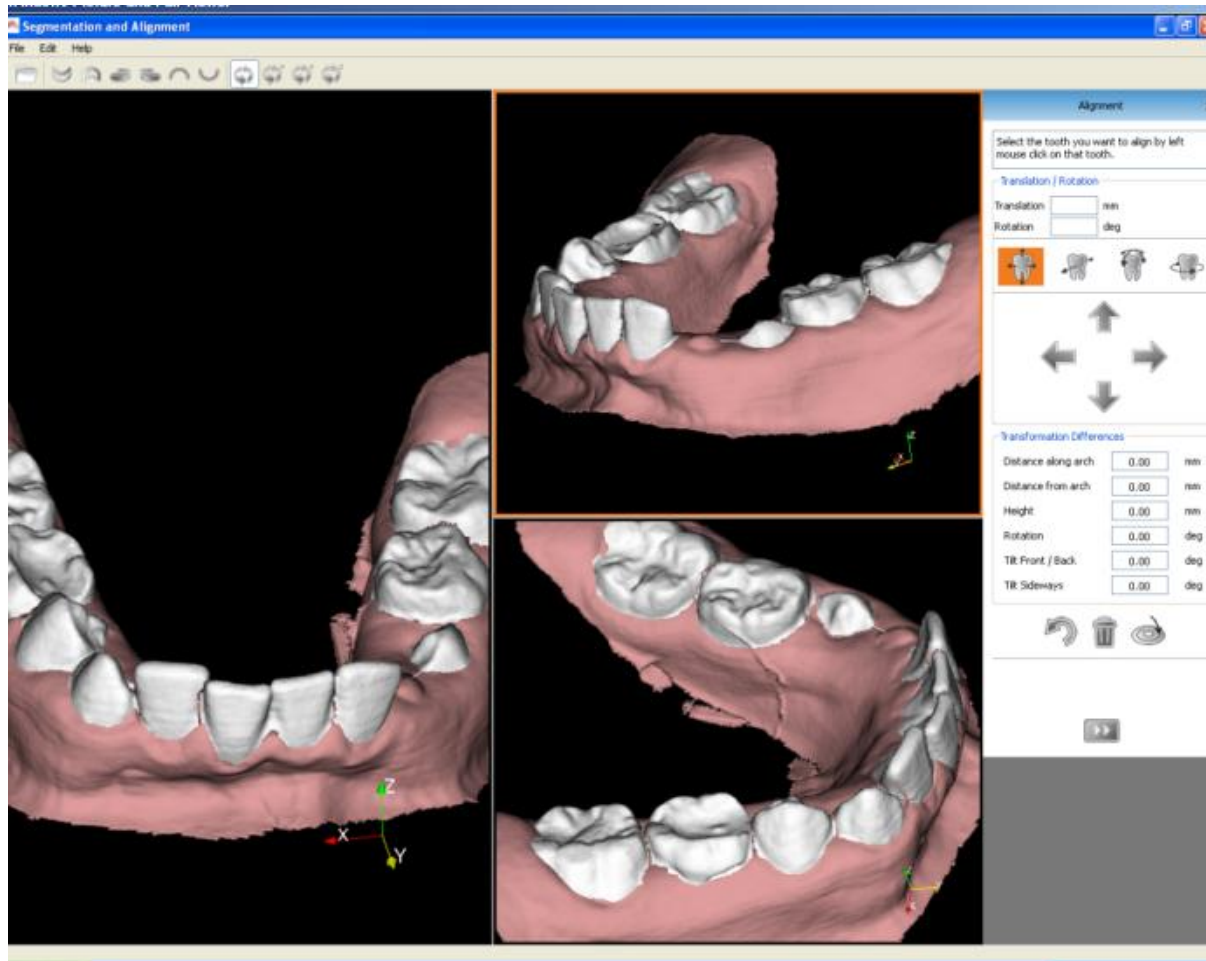 Segmentation and Alignment
File Edit Help
Alignment
Select the tooth you want to align by left
mouse click on that tooth.
Translation / Rotation
Translation mm
Rotation deg
Transformation Differences
Distance along arch 0.00 mm
Distance from arch 0.00 mm
Height 0.00 mm
Rotation 0.00 deg
Tilt Front / Back 0.00 deg
Tilt Sideways 0.00 deg
Z
X
Y
Z